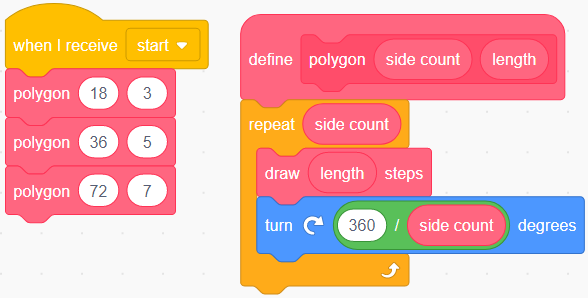 when I receive start
polygon 18 3
polygon 36 5
polygon 72 7
define polygon side count length
repeat side count
draw length steps
turn 360 / side count degrees